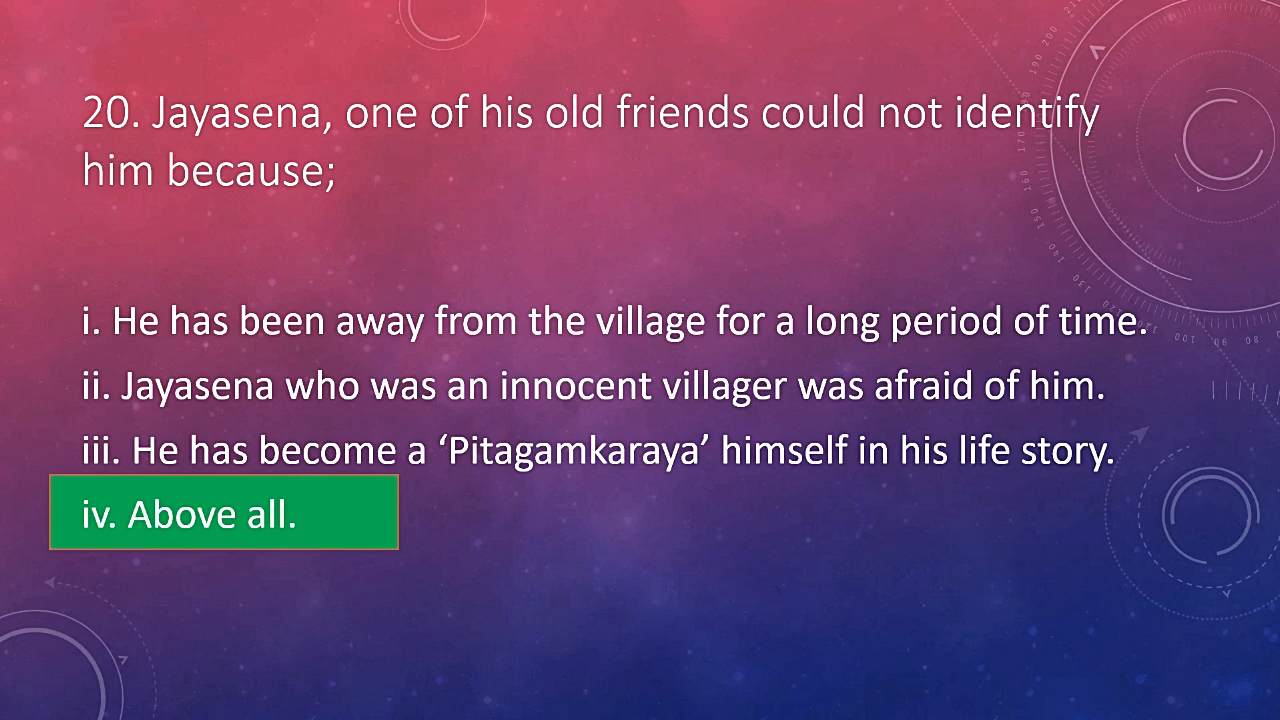 20. Jayasena, one of his old friends could not identify
him because;
i. He has been away from the village for a long period of time.
ii. Jayasena who was an innocent villager was afraid of him.
iii. He has become a ‘Pitagamkaraya’ himself in his life story.
iv. Above all.